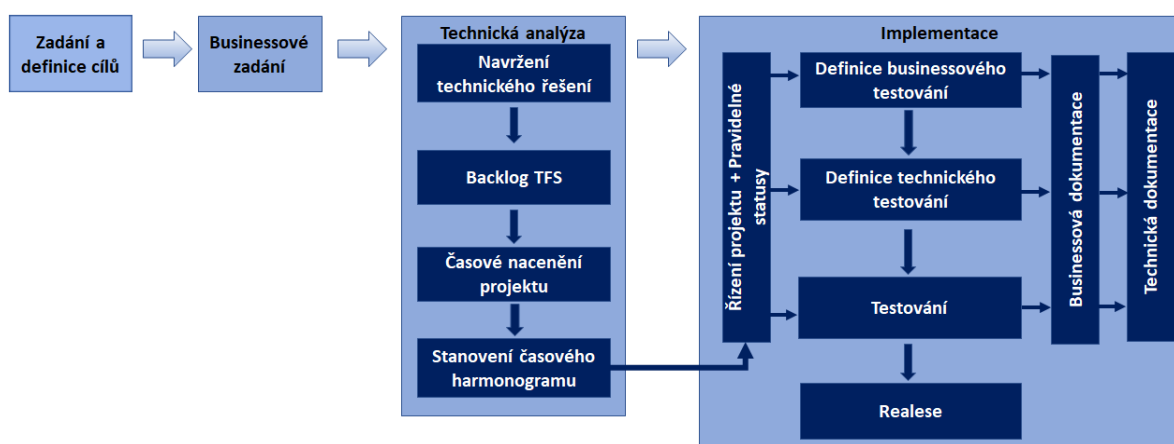 Zadání a
definice cílů
Businessové
zadání
Technická analýza
Navržení
technického řešení
Backlog TFS
Časové nacenění
projektu
Stanovení časového
harmonogramu
Implementace
Řízení projektu + Pravidelné
statusy
Definice businessového
testování
Definice technického
testování
Testování
Realese
Businessová dokumentace
Technická dokumentace